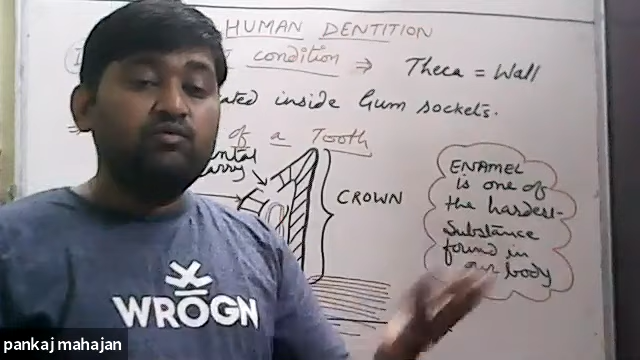 HUMAN DENTITION
condition ⇒ Theca = Wall
inside Gum sockets.
of a Tooth
CROWN
ENAMEL
is one of
the hardest
substance
found in
our body
WROGN
pankaj mahajan